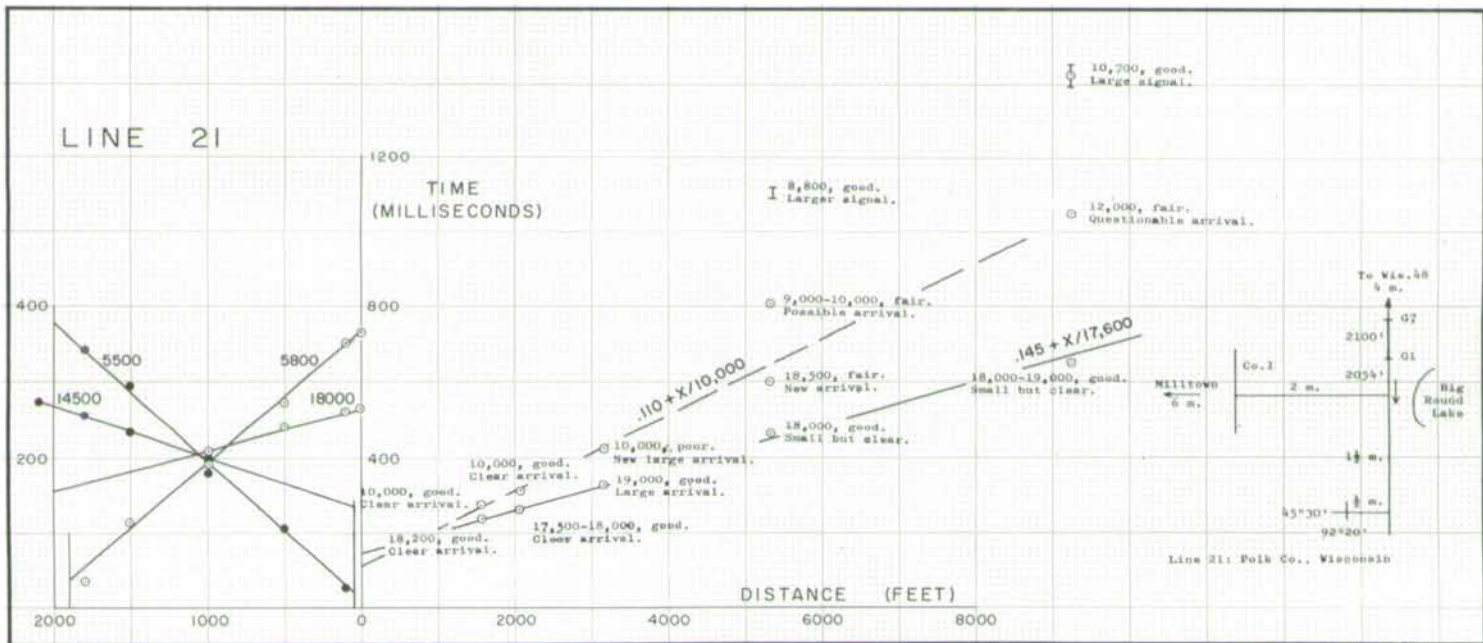 LINE 21
1200
TIME
(MILLISECONDS)
10,700, good.
Large signal.
8,800, good.
Larger signal.
12,000, fair.
Questionable arrival.
To Wis.48
4 m.
400
800
9,000-10,000, fair.
Possible arrival.
G2
2100'
G1
5500
5800
.145 + X/17,600
.110 + X/10,000
18,500, fair.
New arrival.
18,000-19,000, good.
Small but clear.
Co.I
2054'
Milltown
6 m.
2 m.
Big
Round
Lake
14500
18000
18,000, good.
Small but clear.
200
400
10,000, poor.
New large arrival.
10,000, good.
Clear arrival.
10,000, good.
Clear arrival.
19,000, good.
Large arrival.
1½ m.
½ m.
45°30'
92°20'
17,500-18,000, good.
Clear arrival.
18,200, good.
Clear arrival.
Line 21: Polk Co., Wisconsin
DISTANCE (FEET)
2000
1000
0
2000
4000
6000
8000